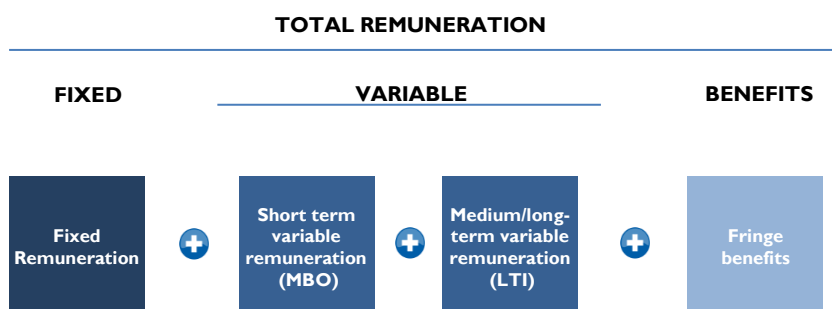 TOTAL REMUNERATION
FIXED
VARIABLE
BENEFITS
Fixed
Remuneration
Short term
variable
remuneration
(MBO)
Medium/long-
term variable
remuneration
(LTI)
Fringe
benefits